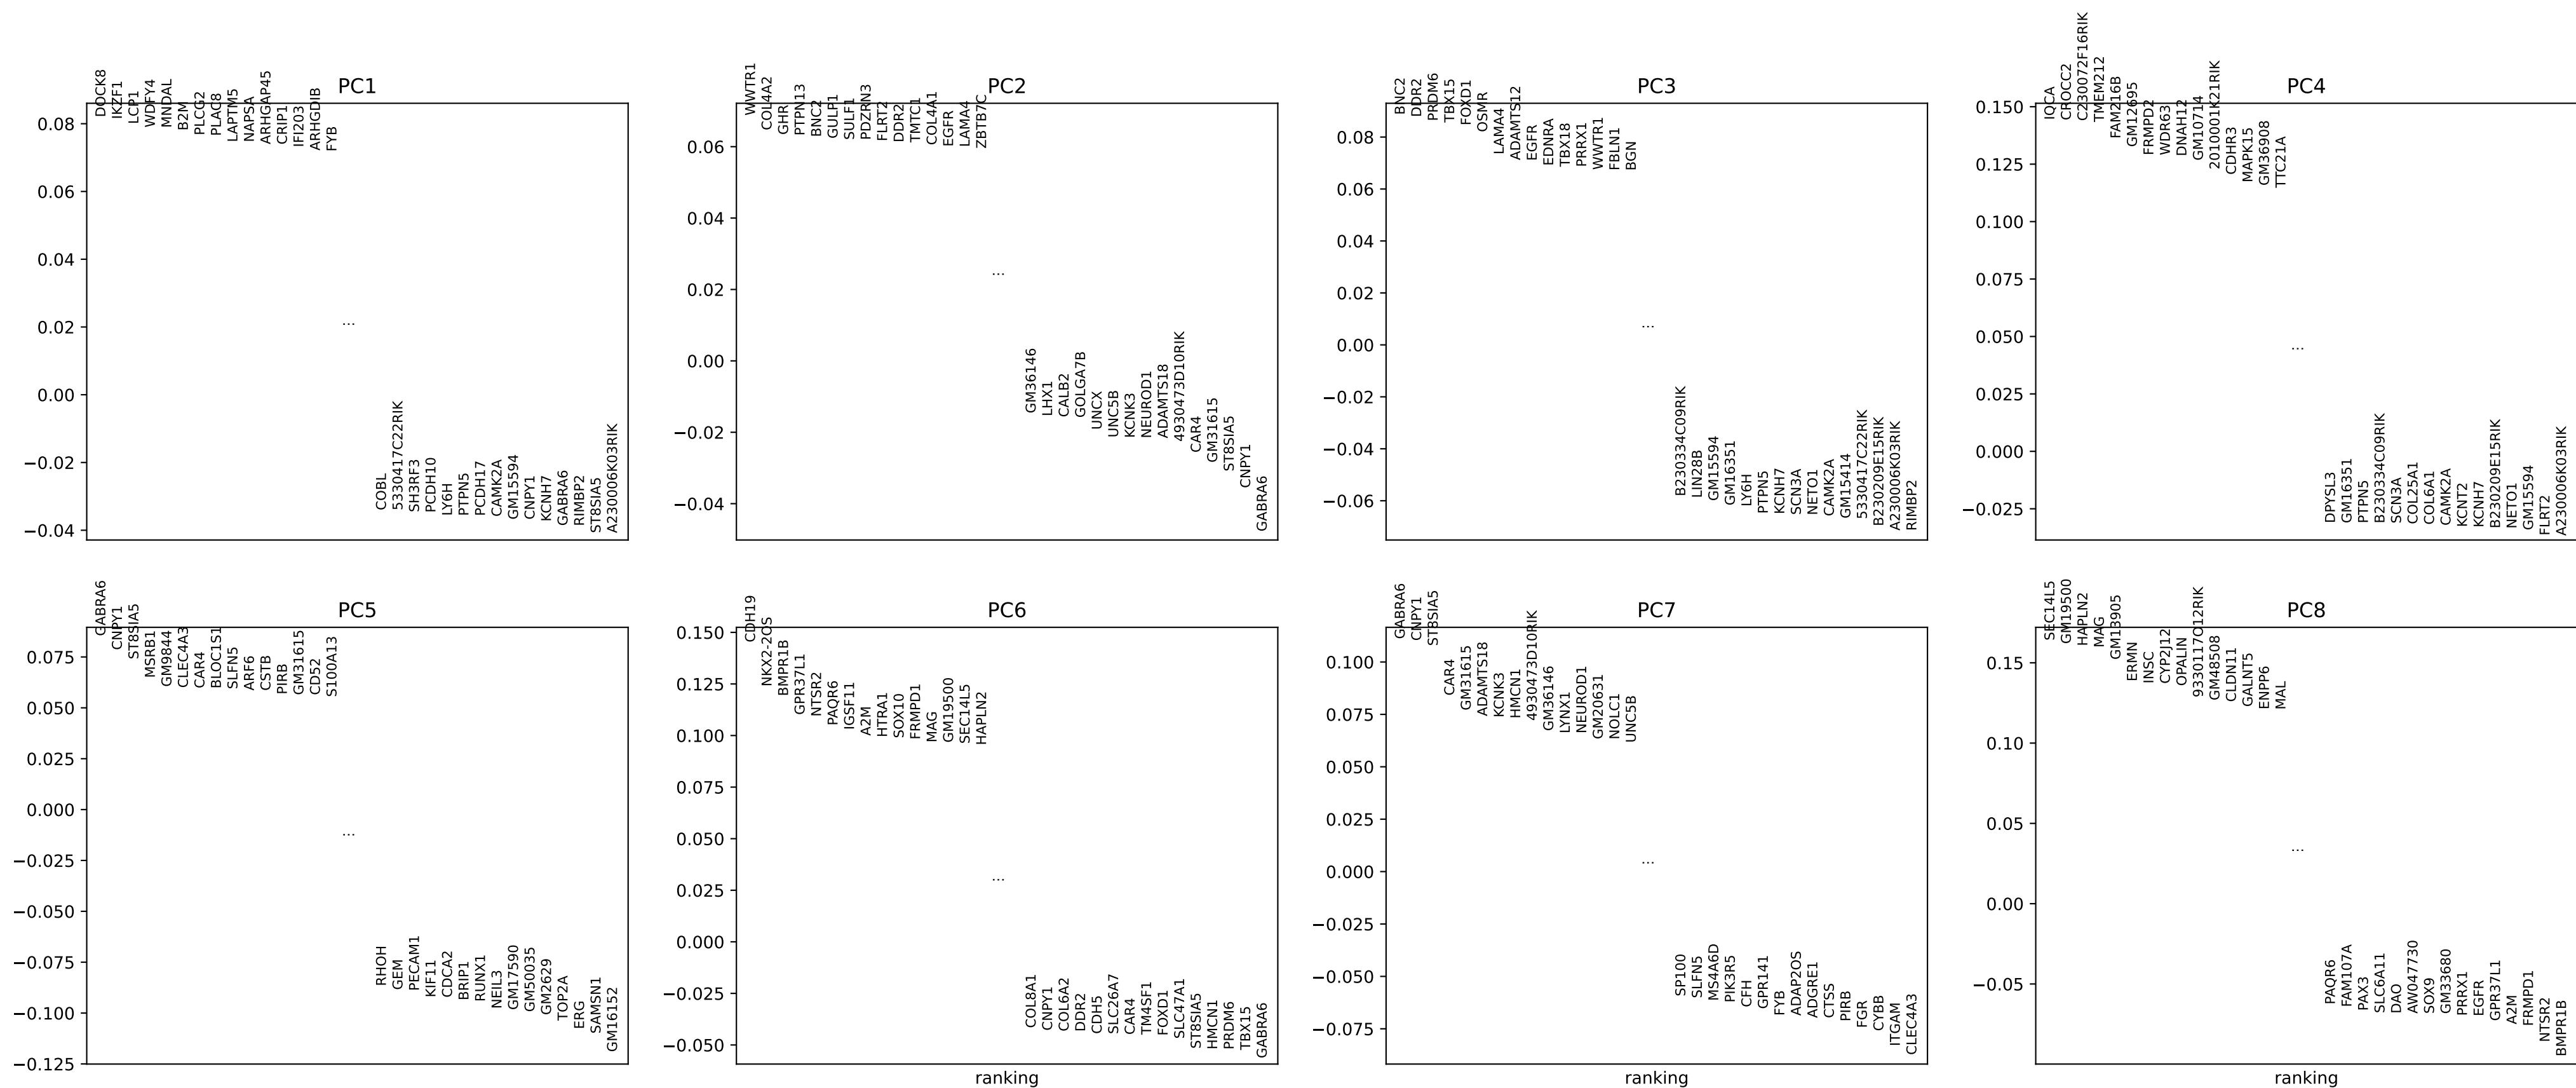 PC1
0.08
0.06
0.04
0.02
0.00
−0.02
−0.04
DOCK8
IKZF1
LCP1
WDFY4
MNDAL
B2M
PLCG2
PLAC8
LAPTM5
NAPSA
ARHGAP45
CRIP1
IFI203
ARHGDIB
FYB
...
COBL
5330417C22RIK
SH3RF3
PCDH10
LY6H
PTPN5
PCDH17
CAMK2A
GM15594
CNPY1
KCNH7
GABRA6
RIMBP2
ST8SIA5
A230006K03RIK
PC2
0.06
0.04
0.02
0.00
−0.02
−0.04
WWTR1
COL4A2
GHR
PTPN13
BNC2
GULP1
SULF1
PDZRN3
FLRT2
DDR2
TMTC1
COL4A1
EGFR
LAMA4
ZBTB7C
...
GM36146
LHX1
CALB2
GOLGA7B
UNCX
UNC5B
KCNK3
NEUROD1
ADAMTS18
4930473D10RIK
CAR4
GM31615
ST8SIA5
CNPY1
GABRA6
PC3
0.08
0.06
0.04
0.02
0.00
−0.02
−0.04
−0.06
BNC2
DDR2
PRDM6
TBX15
FOXD1
OSMR
LAMA4
ADAMTS12
EGFR
EDNRA
TBX18
PRRX1
WWTR1
FBLN1
BGN
...
B230334C09RIK
LIN28B
GM15594
GM16351
LY6H
PTPN5
KCNH7
SCN3A
NETO1
CAMK2A
GM15414
5330417C22RIK
B230209E15RIK
A230006K03RIK
RIMBP2
PC4
0.150
0.125
0.100
0.075
0.050
0.025
0.000
−0.025
IQCA
CROCC2
C230072F16RIK
TMEM212
FAM216B
GM12695
FRMPD2
WDR63
DNAH12
GM10714
2010001K21RIK
CDHR3
MAPK15
GM36908
TTC21A
...
DPYSL3
GM16351
PTPN5
B230334C09RIK
SCN3A
COL25A1
COL6A1
CAMK2A
KCNT2
KCNH7
B230209E15RIK
NETO1
GM15594
FLRT2
A230006K03RIK
PC5
0.075
0.050
0.025
0.000
−0.025
−0.050
−0.075
−0.100
−0.125
GABRA6
CNPY1
ST8SIA5
MSRB1
GM9844
CLEC4A3
CAR4
BLOC1S1
SLFN5
ARF6
CSTB
PIRB
GM31615
CD52
S100A13
...
RHOH
GEM
PECAM1
KIF11
CDCA2
BRIP1
RUNX1
NEIL3
GM17590
GM50035
GM2629
TOP2A
ERG
SAMSN1
GM16152
PC6
0.150
0.125
0.100
0.075
0.050
0.025
0.000
−0.025
−0.050
CDH19
NKX2-2OS
BMPR1B
GPR37L1
NTSR2
PAQR6
IGSF11
A2M
HTRA1
SOX10
FRMPD1
MAG
GM19500
SEC14L5
HAPLN2
...
COL8A1
CNPY1
COL6A2
DDR2
CDH5
SLC26A7
CAR4
TM4SF1
FOXD1
SLC47A1
ST8SIA5
HMCN1
PRDM6
TBX15
GABRA6
ranking
PC7
0.100
0.075
0.050
0.025
0.000
−0.025
−0.050
−0.075
GABRA6
CNPY1
ST8SIA5
CAR4
GM31615
ADAMTS18
KCNK3
HMCN1
4930473D10RIK
GM36146
LYNX1
NEUROD1
GM20631
NOLC1
UNC5B
...
SP100
SLFN5
MS4A6D
PIK3R5
CFH
GPR141
FYB
ADAP2OS
ADGRE1
CTSS
PIRB
FGR
CYBB
ITGAM
CLEC4A3
ranking
PC8
0.15
0.10
0.05
0.00
−0.05
SEC14L5
GM19500
HAPLN2
MAG
GM13905
ERMN
INSC
CYP2J12
OPALIN
9330117O12RIK
GM48508
CLDN11
GALNT5
ENPP6
MAL
...
PAQR6
FAM107A
PAX3
SLC6A11
DAO
AW047730
SOX9
GM33680
PRRX1
EGFR
GPR37L1
A2M
FRMPD1
NTSR2
BMPR1B
ranking